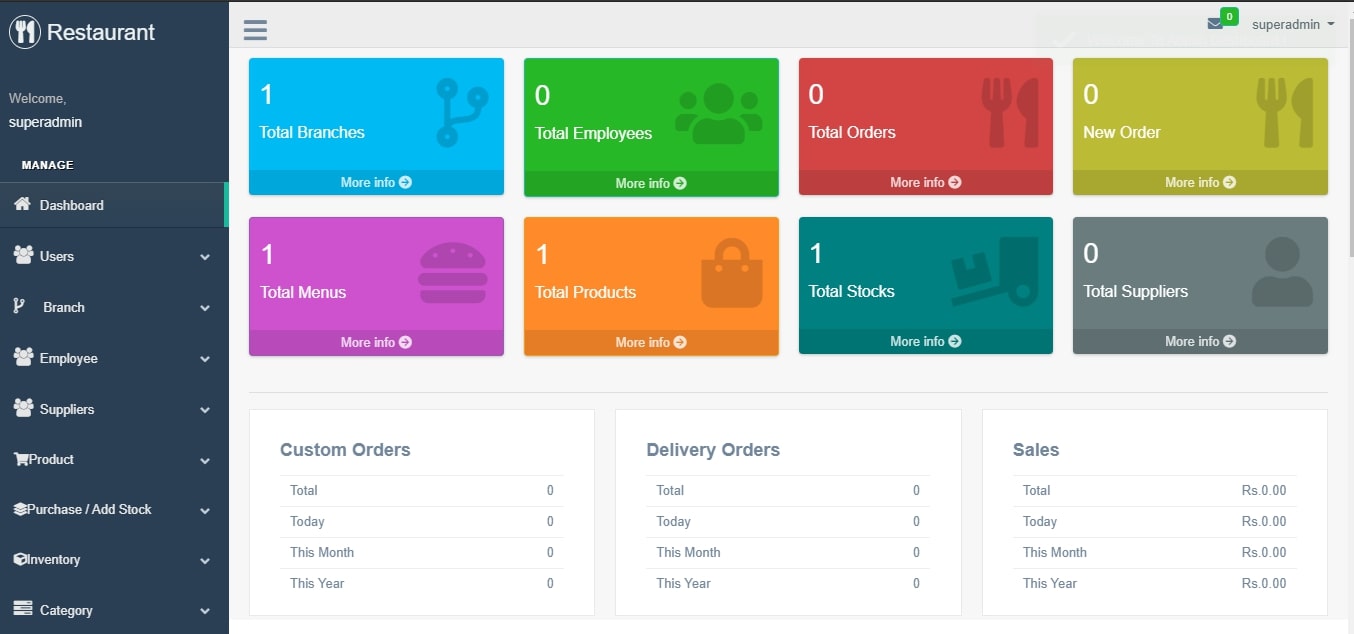 Restaurant
0
superadmin
Welcome,
superadmin
MANAGE
Dashboard
Users
Branch
Employee
Suppliers
Product
Purchase / Add Stock
Inventory
Category
1
Total Branches
More info
0
Total Employees
More info
0
Total Orders
More info
0
New Order
More info
1
Total Menus
More info
1
Total Products
More info
1
Total Stocks
More info
0
Total Suppliers
More info
Custom Orders
Total 0
Today 0
This Month 0
This Year 0
Delivery Orders
Total 0
Today 0
This Month 0
This Year 0
Sales
Total Rs.0.00
Today Rs.0.00
This Month Rs.0.00
This Year Rs.0.00